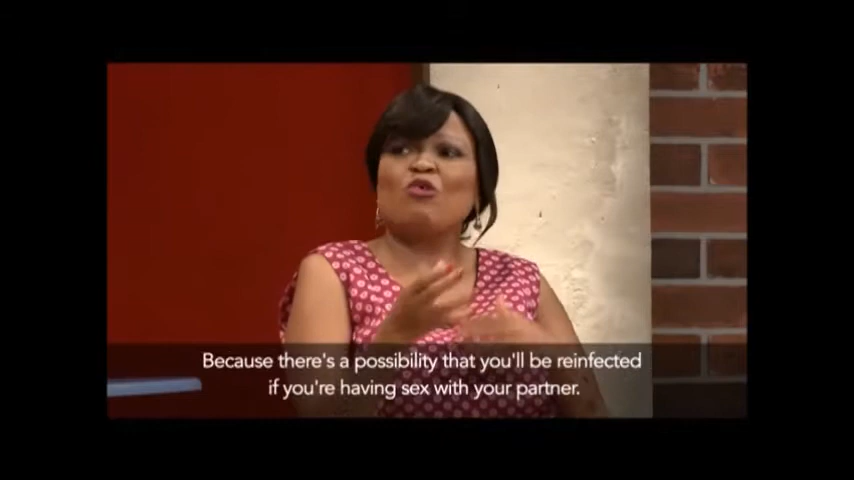 Because there's a possibility that you'll be reinfected
if you're having sex with your partner.